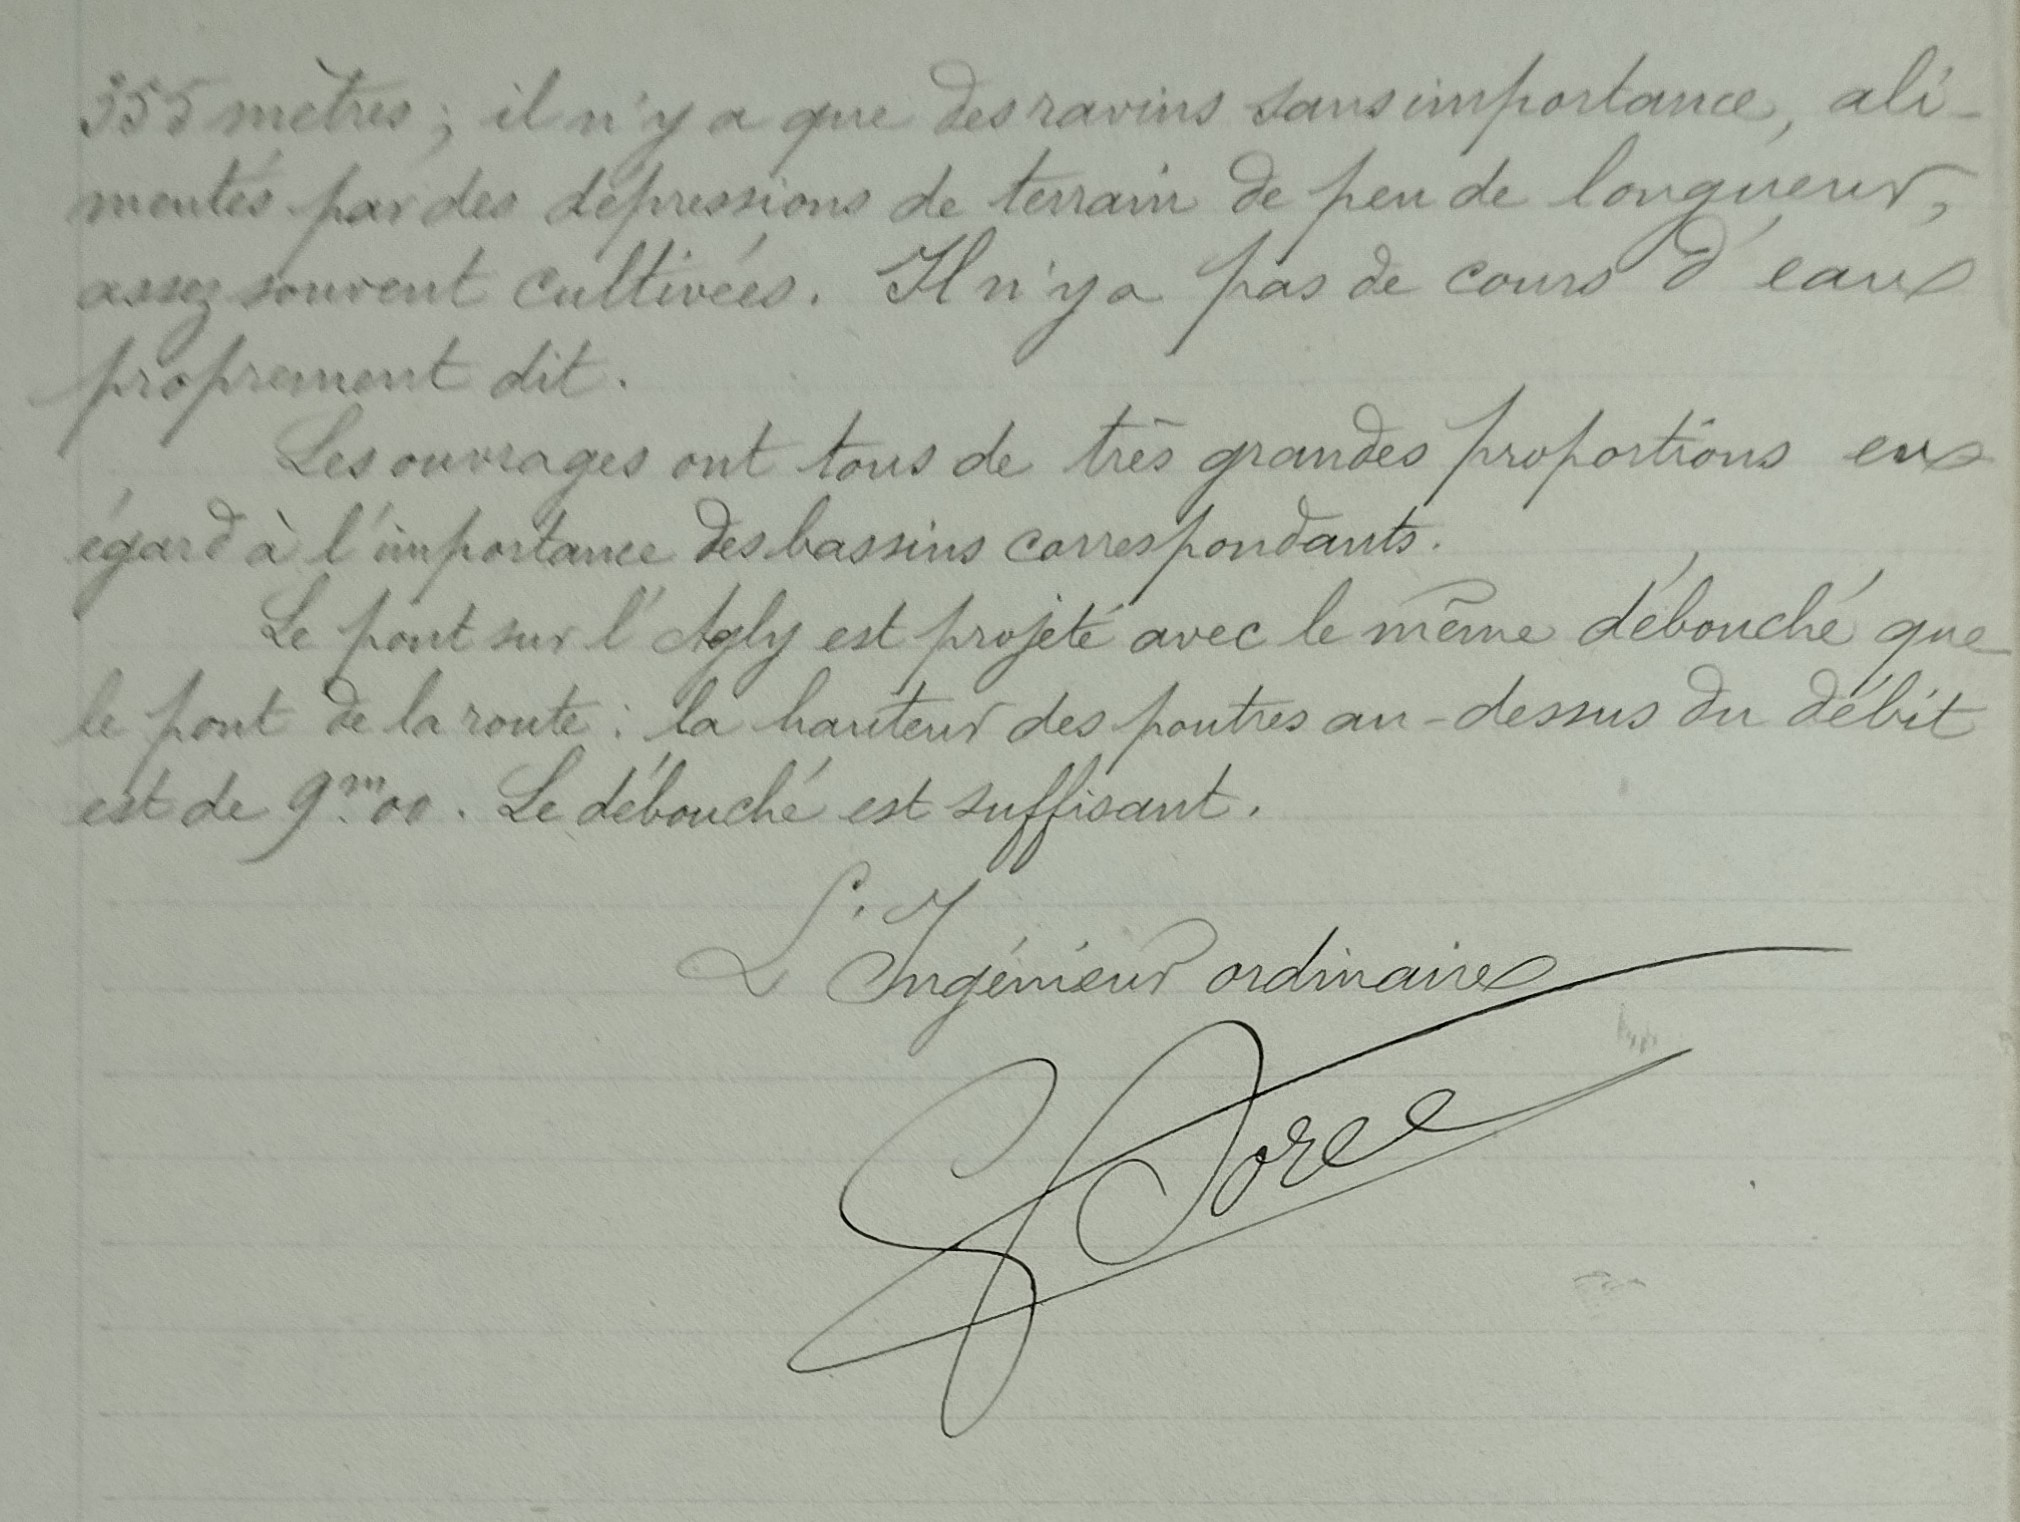 355 mètres ; il n'y a que des ravins sans importance, ali-
mentés par des dépressions de terrain de peu de longueur,
assez souvent cultivées. Il n'y a pas de cours d'eau
proprement dit.
Les ouvrages ont tous de très grandes proportions eu
égard à l'importance des bassins correspondants.
Le pont sur l'Agly est projeté avec le même débouché que
le pont de la route : la hauteur des poutres au-dessus du débit
est de 9m.00. Le débouché est suffisant.
L'Ingénieur ordinaire